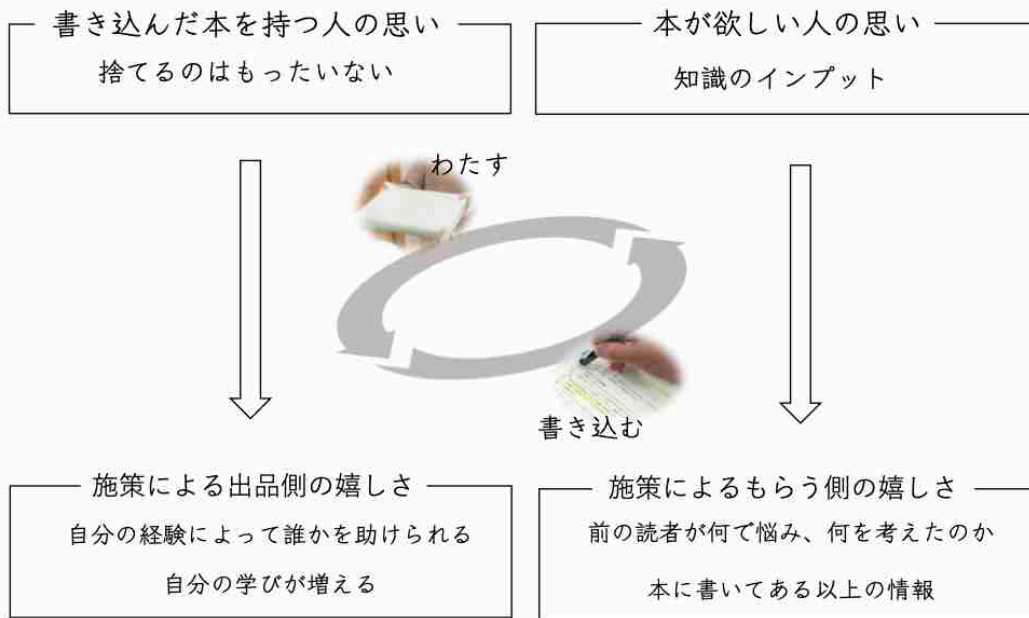 書き込んだ本を持つ人の思い
捨てるのはもったいない
本が欲しい人の思い
知識のインプット
わたす
書き込む
施策による出品側の嬉しさ
自分の経験によって誰かを助けられる
自分の学びが増える
施策によるもらう側の嬉しさ
前の読者が何で悩み、何を考えたのか
本に書いてある以上の情報